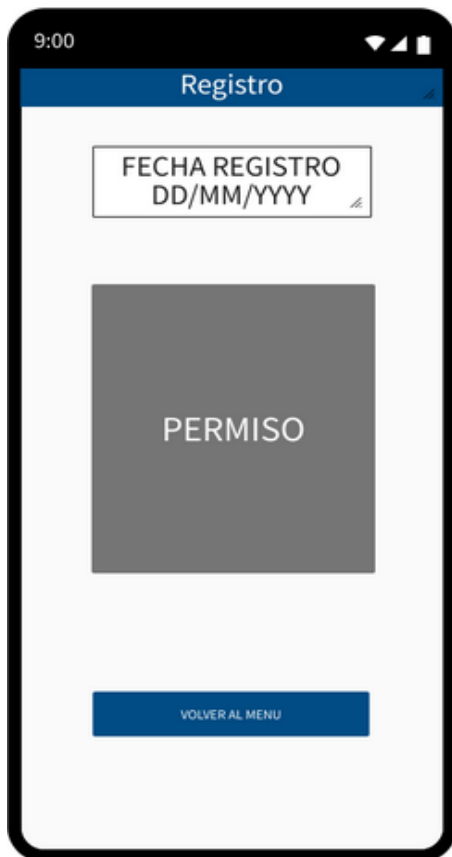 9:00
Registro
FECHA REGISTRO
DD/MM/YYYY
PERMISO
VOLVER AL MENU